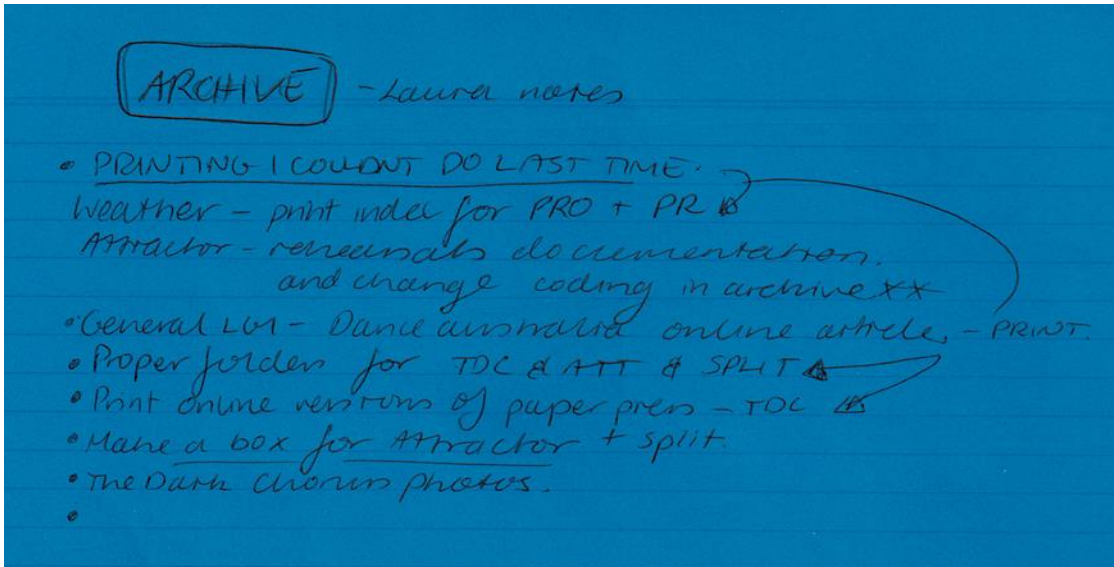 ARCHIVE - Laura notes
• PRINTING I COULDNT DO LAST TIME.
Weather - print index for PRO + PR
Attractor - rehearsals documentation.
and change coding in archive **
• General LGI - Dance australia online article. - PRINT.
• Proper folders for TDC & ATT & SPLIT
• Print online versions of paper press - TDC
• Make a box for Attractor + Split.
• The Dark Chorus photos.
•